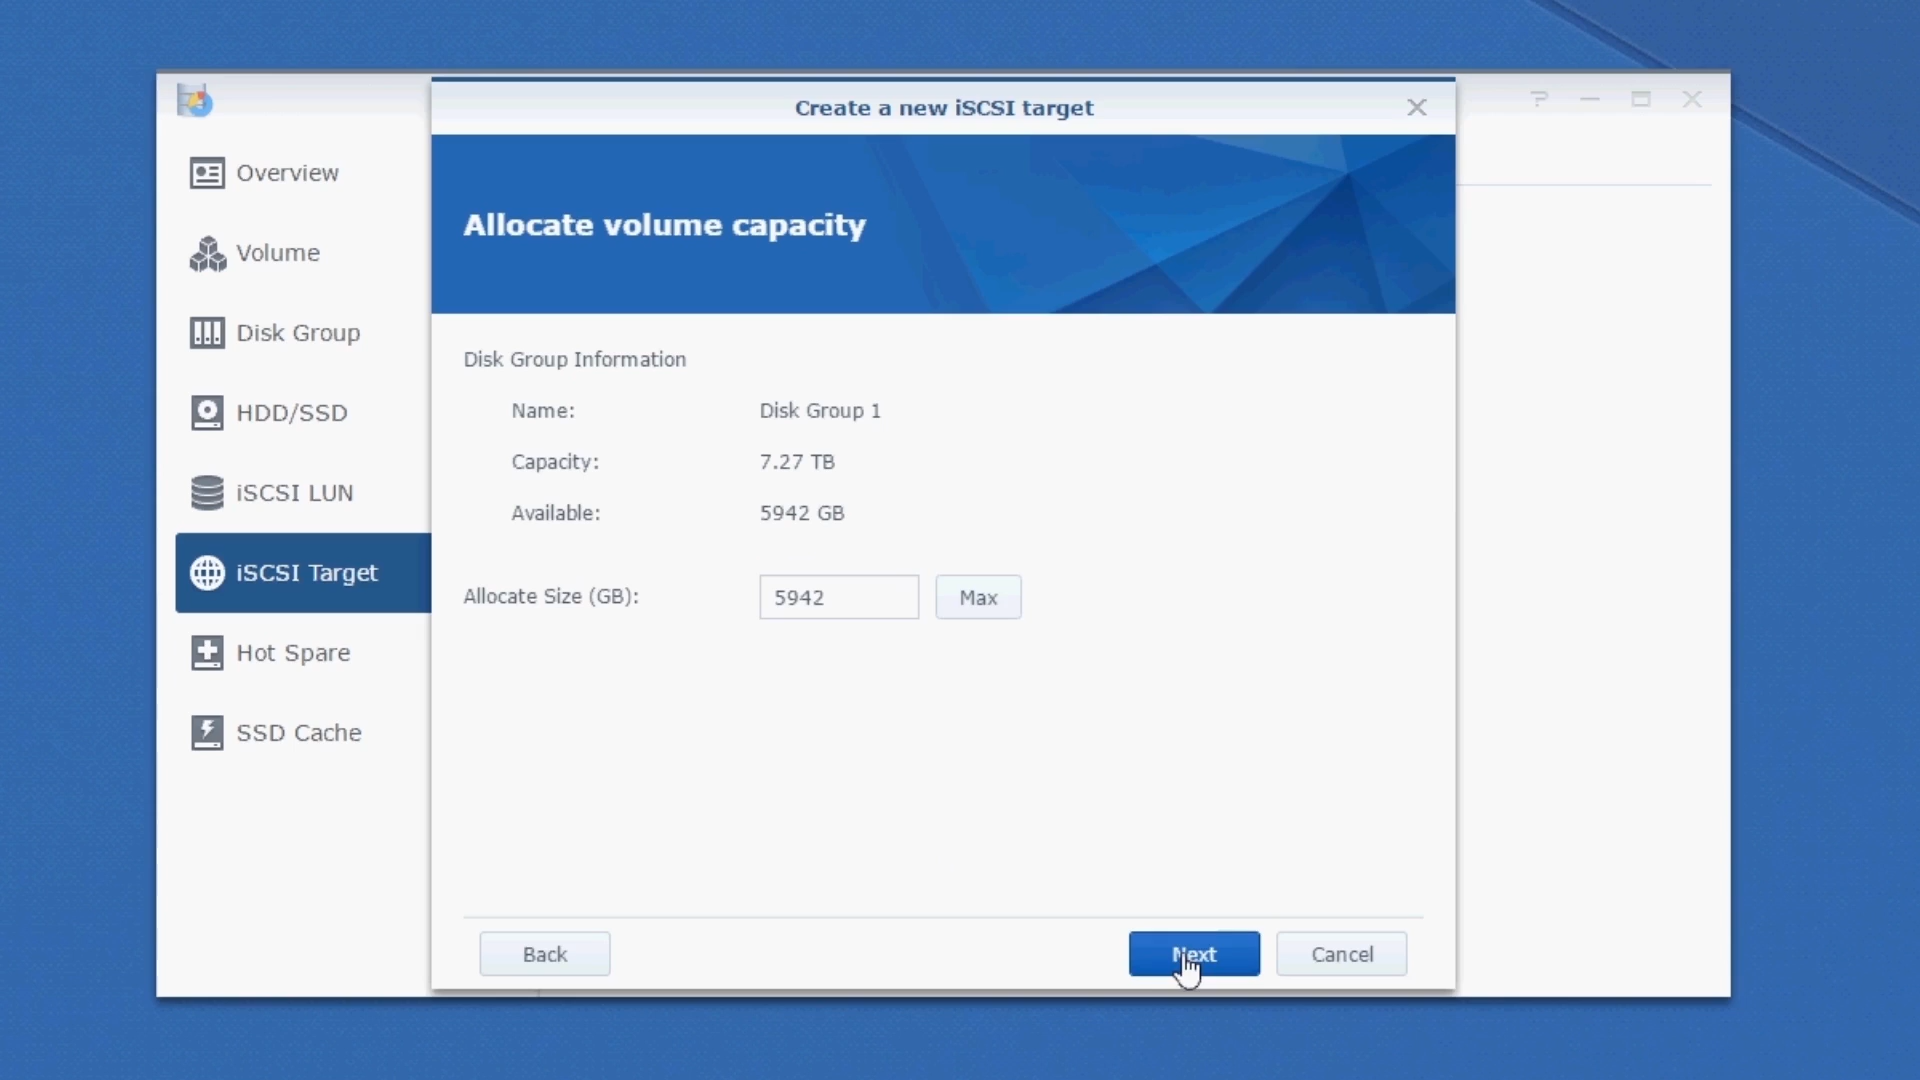 Create a new iSCSI target
Overview
Volume
Disk Group
HDD/SSD
iSCSI LUN
iSCSI Target
Hot Spare
SSD Cache
Allocate volume capacity
Disk Group Information
Name: Disk Group 1
Capacity: 7.27 TB
Available: 5942 GB
Allocate Size (GB): 5942 Max
Back Next Cancel